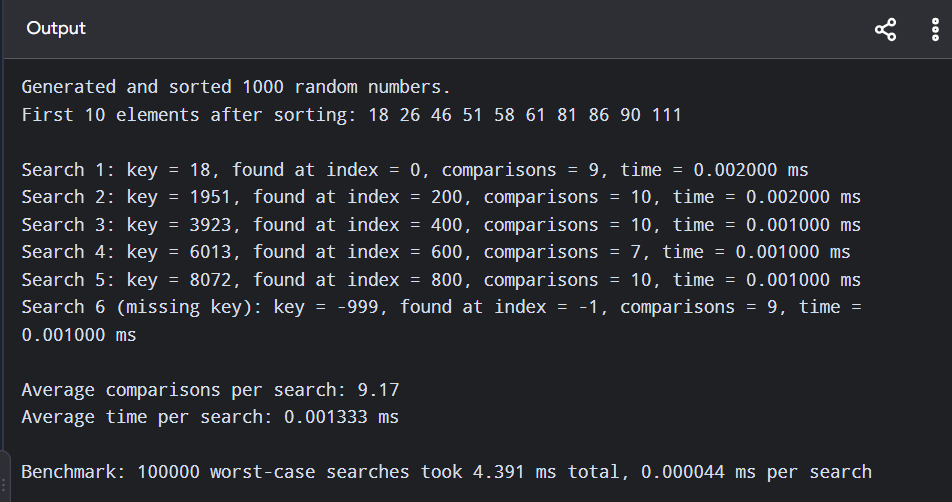 Output
Generated and sorted 1000 random numbers.
First 10 elements after sorting: 18 26 46 51 58 61 81 86 90 111
Search 1: key = 18, found at index = 0, comparisons = 9, time = 0.002000 ms
Search 2: key = 1951, found at index = 200, comparisons = 10, time = 0.002000 ms
Search 3: key = 3923, found at index = 400, comparisons = 10, time = 0.001000 ms
Search 4: key = 6013, found at index = 600, comparisons = 7, time = 0.001000 ms
Search 5: key = 8072, found at index = 800, comparisons = 10, time = 0.001000 ms
Search 6 (missing key): key = -999, found at index = -1, comparisons = 9, time =
0.001000 ms
Average comparisons per search: 9.17
Average time per search: 0.001333 ms
Benchmark: 100000 worst-case searches took 4.391 ms total, 0.000044 ms per search